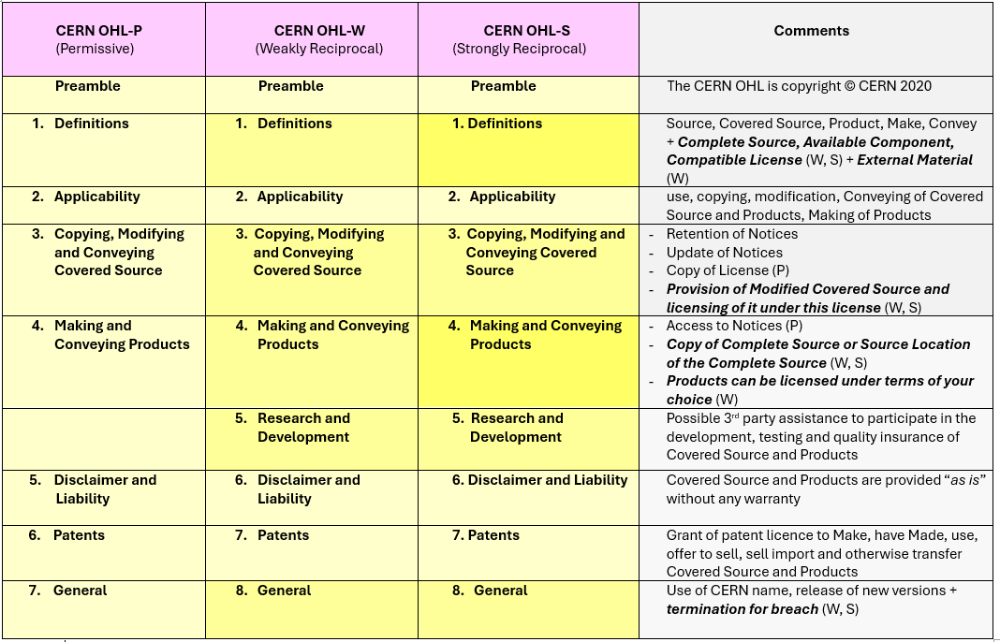 CERN OHL-P
(Permissive)
CERN OHL-W
(Weakly Reciprocal)
CERN OHL-S
(Strongly Reciprocal)
Comments
Preamble
Preamble
Preamble
The CERN OHL is copyright © CERN 2020
1. Definitions
1. Definitions
1. Definitions
Source, Covered Source, Product, Make, Convey
+ Complete Source, Available Component,
Compatible License (W, S) + External Material
(W)
2. Applicability
2. Applicability
2. Applicability
use, copying, modification, Conveying of Covered
Source and Products, Making of Products
3. Copying, Modifying
and Conveying
Covered Source
3. Copying, Modifying
and Conveying
Covered Source
3. Copying, Modifying and
Conveying Covered
Source
- Retention of Notices
- Update of Notices
- Copy of License (P)
- Provision of Modified Covered Source and
licensing of it under this license (W, S)
4. Making and
Conveying Products
4. Making and Conveying
Products
4. Making and Conveying
Products
- Access to Notices (P)
- Copy of Complete Source or Source Location
of the Complete Source (W, S)
- Products can be licensed under terms of your
choice (W)
5. Research and
Development
5. Research and
Development
Possible 3rd party assistance to participate in the
development, testing and quality insurance of
Covered Source and Products
5. Disclaimer and
Liability
6. Disclaimer and
Liability
6. Disclaimer and Liability
Covered Source and Products are provided “as is”
without any warranty
6. Patents
7. Patents
7. Patents
Grant of patent licence to Make, have Made, use,
offer to sell, sell import and otherwise transfer
Covered Source and Products
7. General
8. General
8. General
Use of CERN name, release of new versions +
termination for breach (W, S)